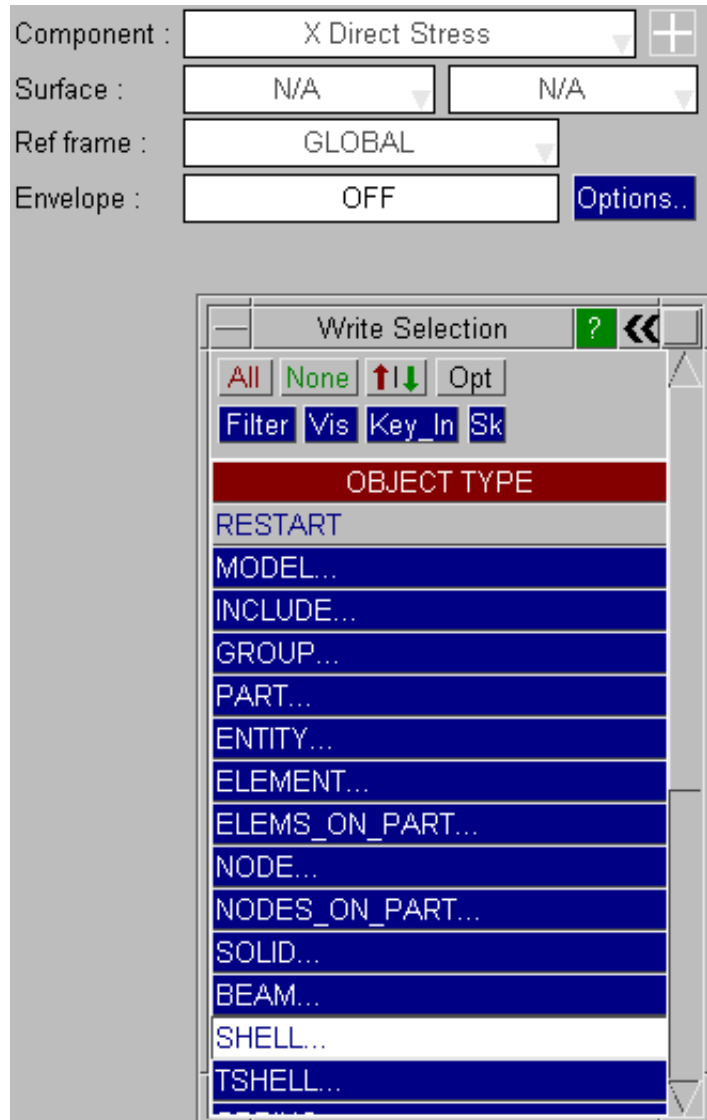 Component : X Direct Stress
Surface : N/A N/A
Ref frame : GLOBAL
Envelope : OFF Options..
Write Selection ?
All None Opt
Filter Vis Key_In Sk
OBJECT TYPE
RESTART
MODEL...
INCLUDE...
GROUP...
PART...
ENTITY...
ELEMENT...
ELEMS_ON_PART...
NODE...
NODES_ON_PART...
SOLID...
BEAM...
SHELL...
TSHELL...